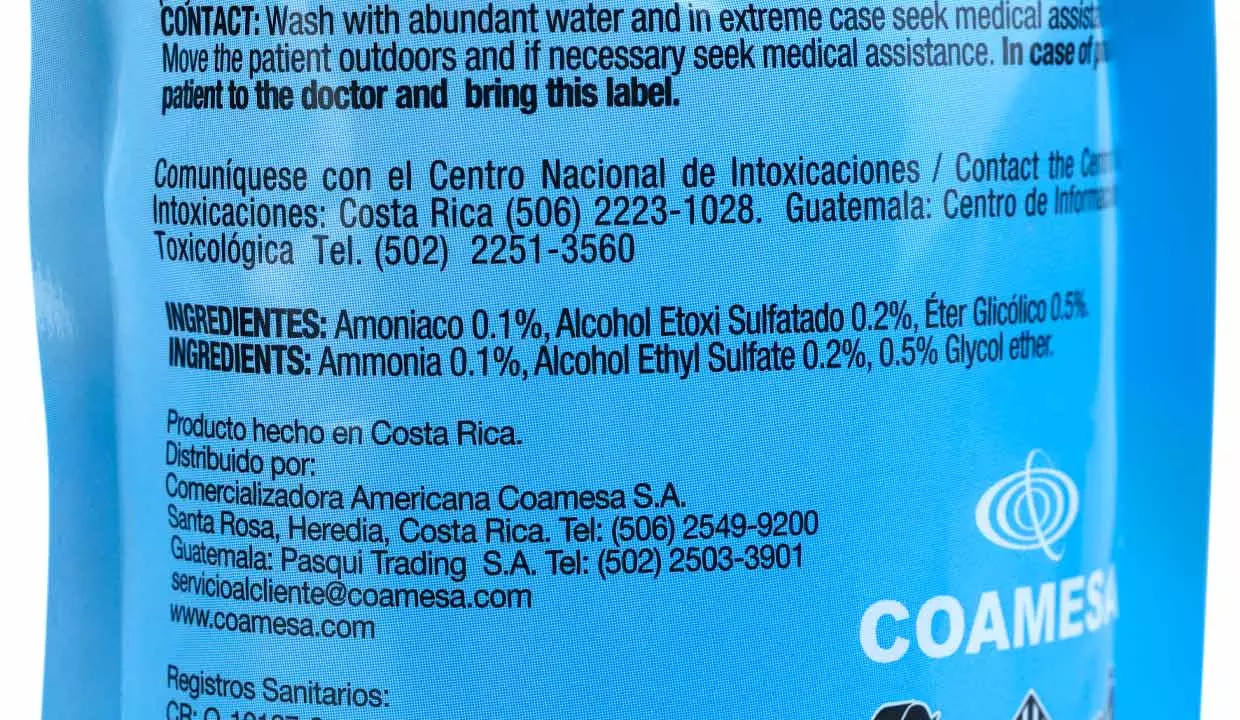 CONTACT: Wash with abundant water and in extreme case seek medical
Move the patient outdoors and if necessary seek medical assistance. In case of
patient to the doctor and bring this label.
Comuníquese con el Centro Nacional de Intoxicaciones / Contact the
Intoxicaciones: Costa Rica (506) 2223-1028. Guatemala: Centro de
Toxicológica Tel. (502) 2251-3560
INGREDIENTES: Amoniaco 0.1%, Alcohol Etoxi Sulfatado 0.2%, Éter Glicólico 0.5%.
INGREDIENTS: Ammonia 0.1%, Alcohol Ethyl Sulfate 0.2%, 0.5% Glycol ether.
Producto hecho en Costa Rica.
Distribuido por:
Comercializadora Americana Coamesa S.A.
Santa Rosa, Heredia, Costa Rica. Tel: (506) 2549-9200
Guatemala: Pasqui Trading S.A. Tel: (502) 2503-3901
servicioalcliente@coamesa.com
www.coamesa.com
COAMESA
Registros Sanitarios:
CR: